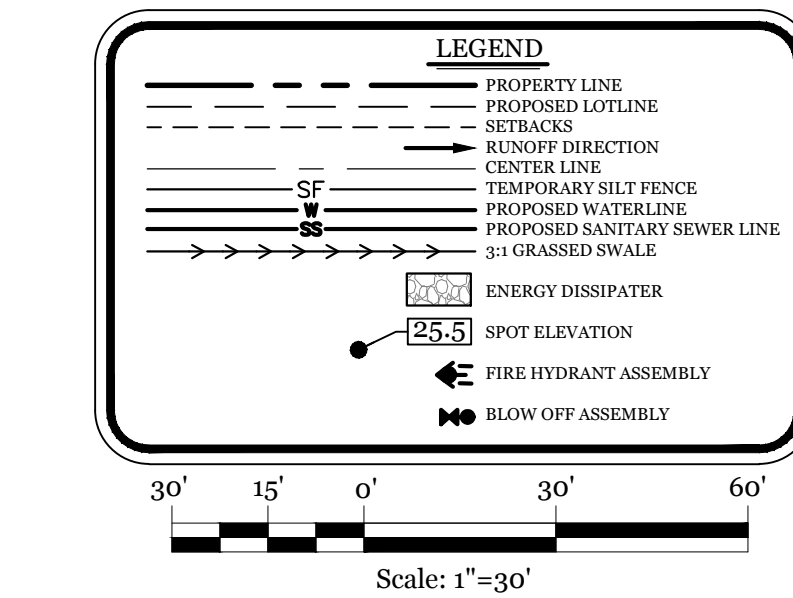 LEGEND
PROPERTY LINE
PROPOSED LOTLINE
SETBACKS
RUNOFF DIRECTION
CENTER LINE
SF TEMPORARY SILT FENCE
W PROPOSED WATERLINE
SS PROPOSED SANITARY SEWER LINE
3:1 GRASSED SWALE
ENERGY DISSIPATER
25.5 SPOT ELEVATION
FIRE HYDRANT ASSEMBLY
BLOW OFF ASSEMBLY
30' 15' 0' 30' 60'
Scale: 1"=30'